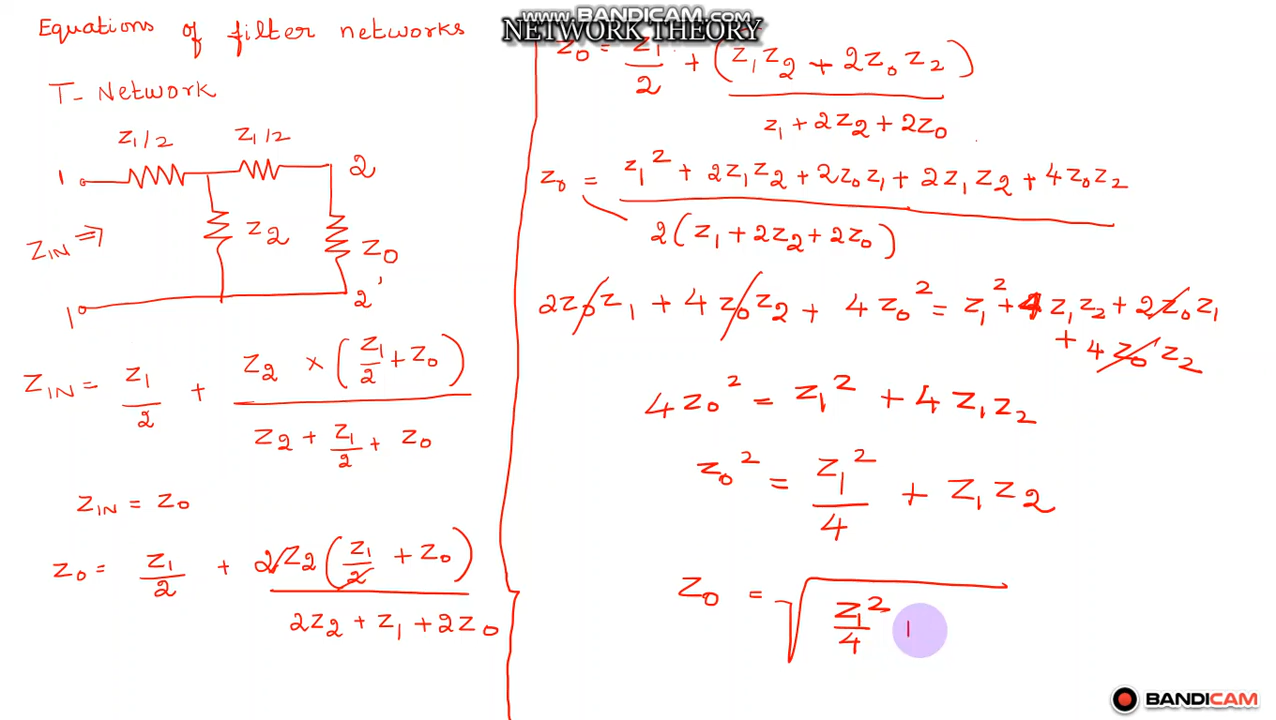 www.BANDICAM.com
NETWORK THEORY
Equations of filter networks
T- Network
Z1/2 Z1/2
1 2
ZIN ⇒ Z2 Z0
1 2'
ZIN = Z1/2 + Z2 × (Z1/2 + Z0) / Z2 + Z1/2 + Z0
ZIN = Z0
Z0 = Z1/2 + 2Z2 (Z1/2 + Z0) / 2Z2 + Z1 + 2Z0
Z0 = Z1/2 + (Z1Z2 + 2Z0Z2) / Z1 + 2Z2 + 2Z0
Z0 = Z1² + 2Z1Z2 + 2Z0Z1 + 2Z1Z2 + 4Z0Z2 / 2(Z1 + 2Z2 + 2Z0)
2Z0Z1 + 4Z0Z2 + 4Z0² = Z1² + 4Z1Z2 + 2Z0Z1
+ 4Z0Z2
4Z0² = Z1² + 4Z1Z2
Z0² = Z1²/4 + Z1Z2
Z0 = √ Z1²/4 I
BANDICAM